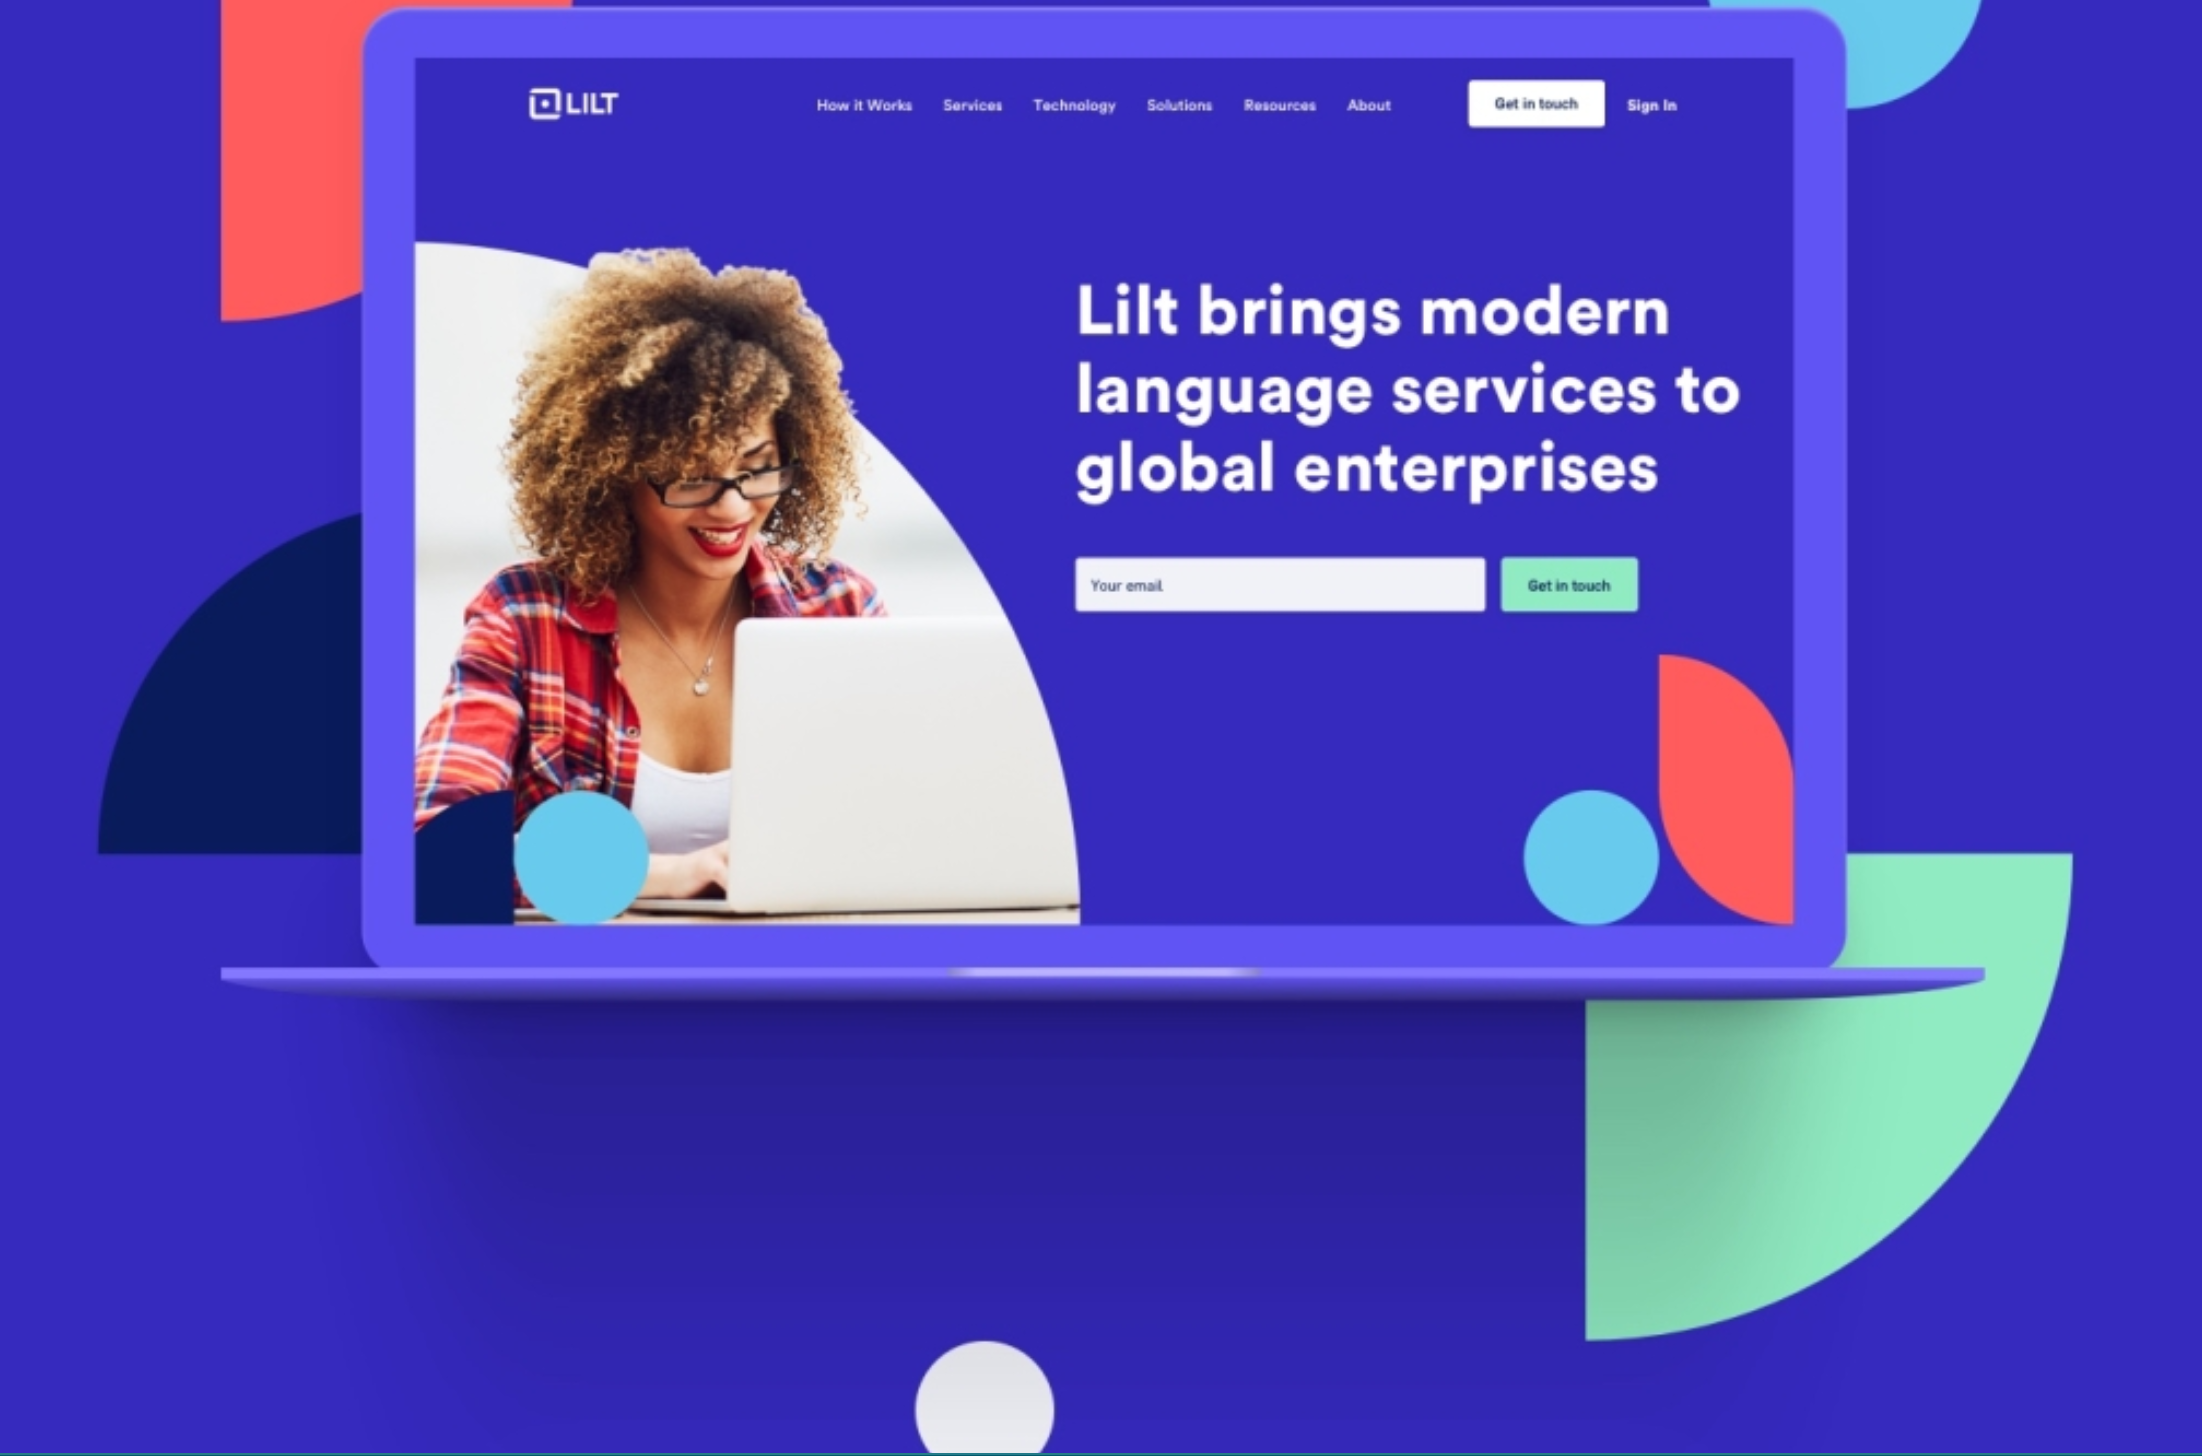 LILT
How it Works
Services
Technology
Solutions
Resources
About
Get in touch
Sign In
Lilt brings modern
language services to
global enterprises
Your email
Get in touch